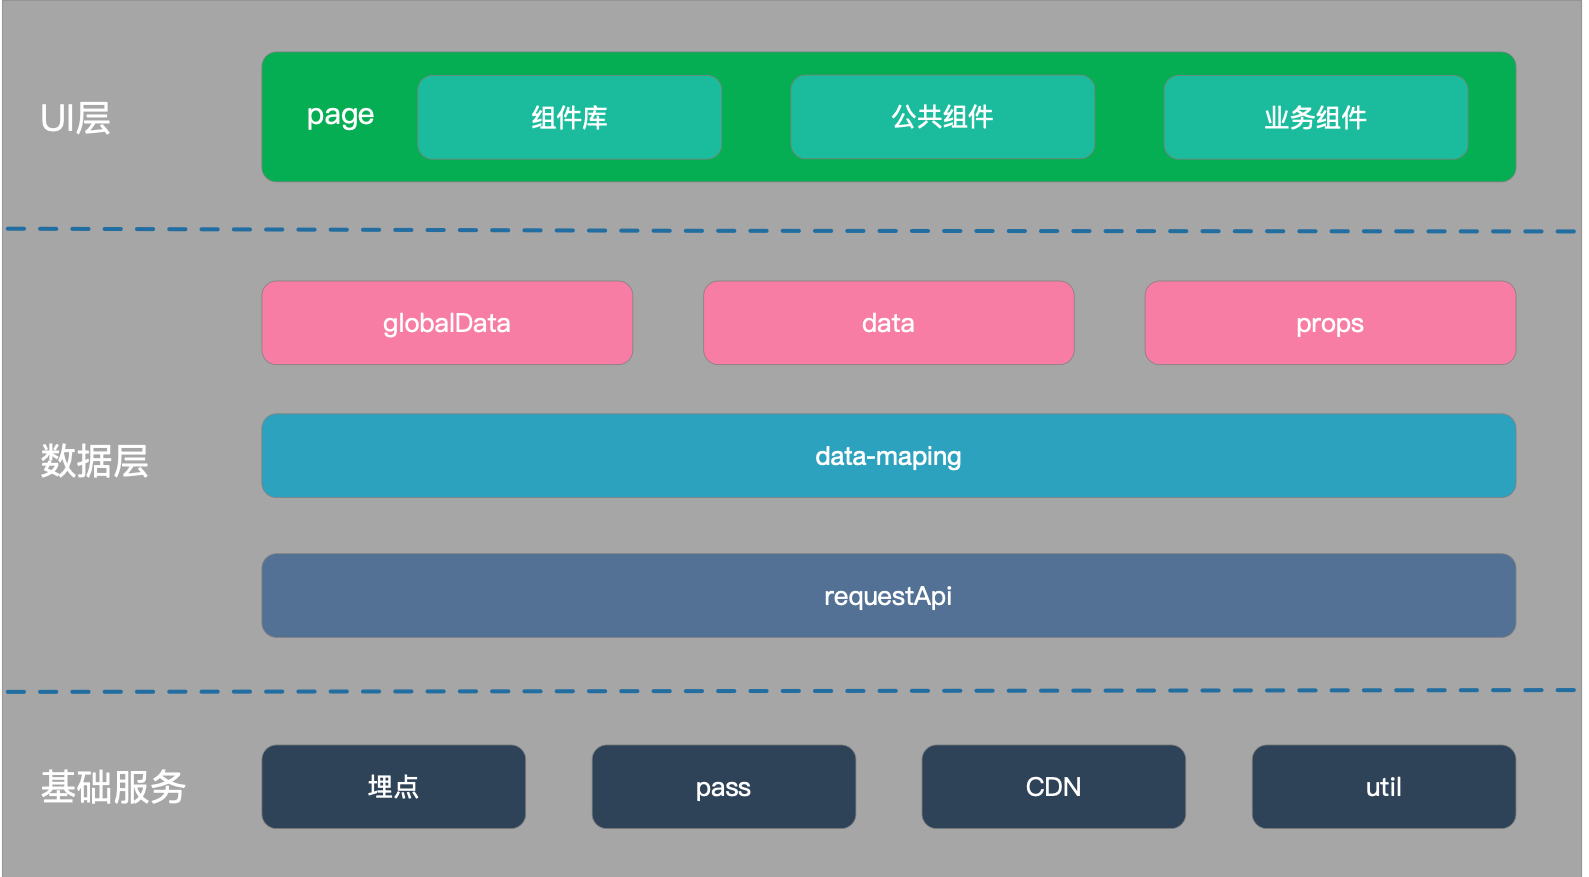 UI层
page
组件库
公共组件
业务组件
globalData
data
props
数据层
data-maping
requestApi
基础服务
埋点
pass
CDN
util